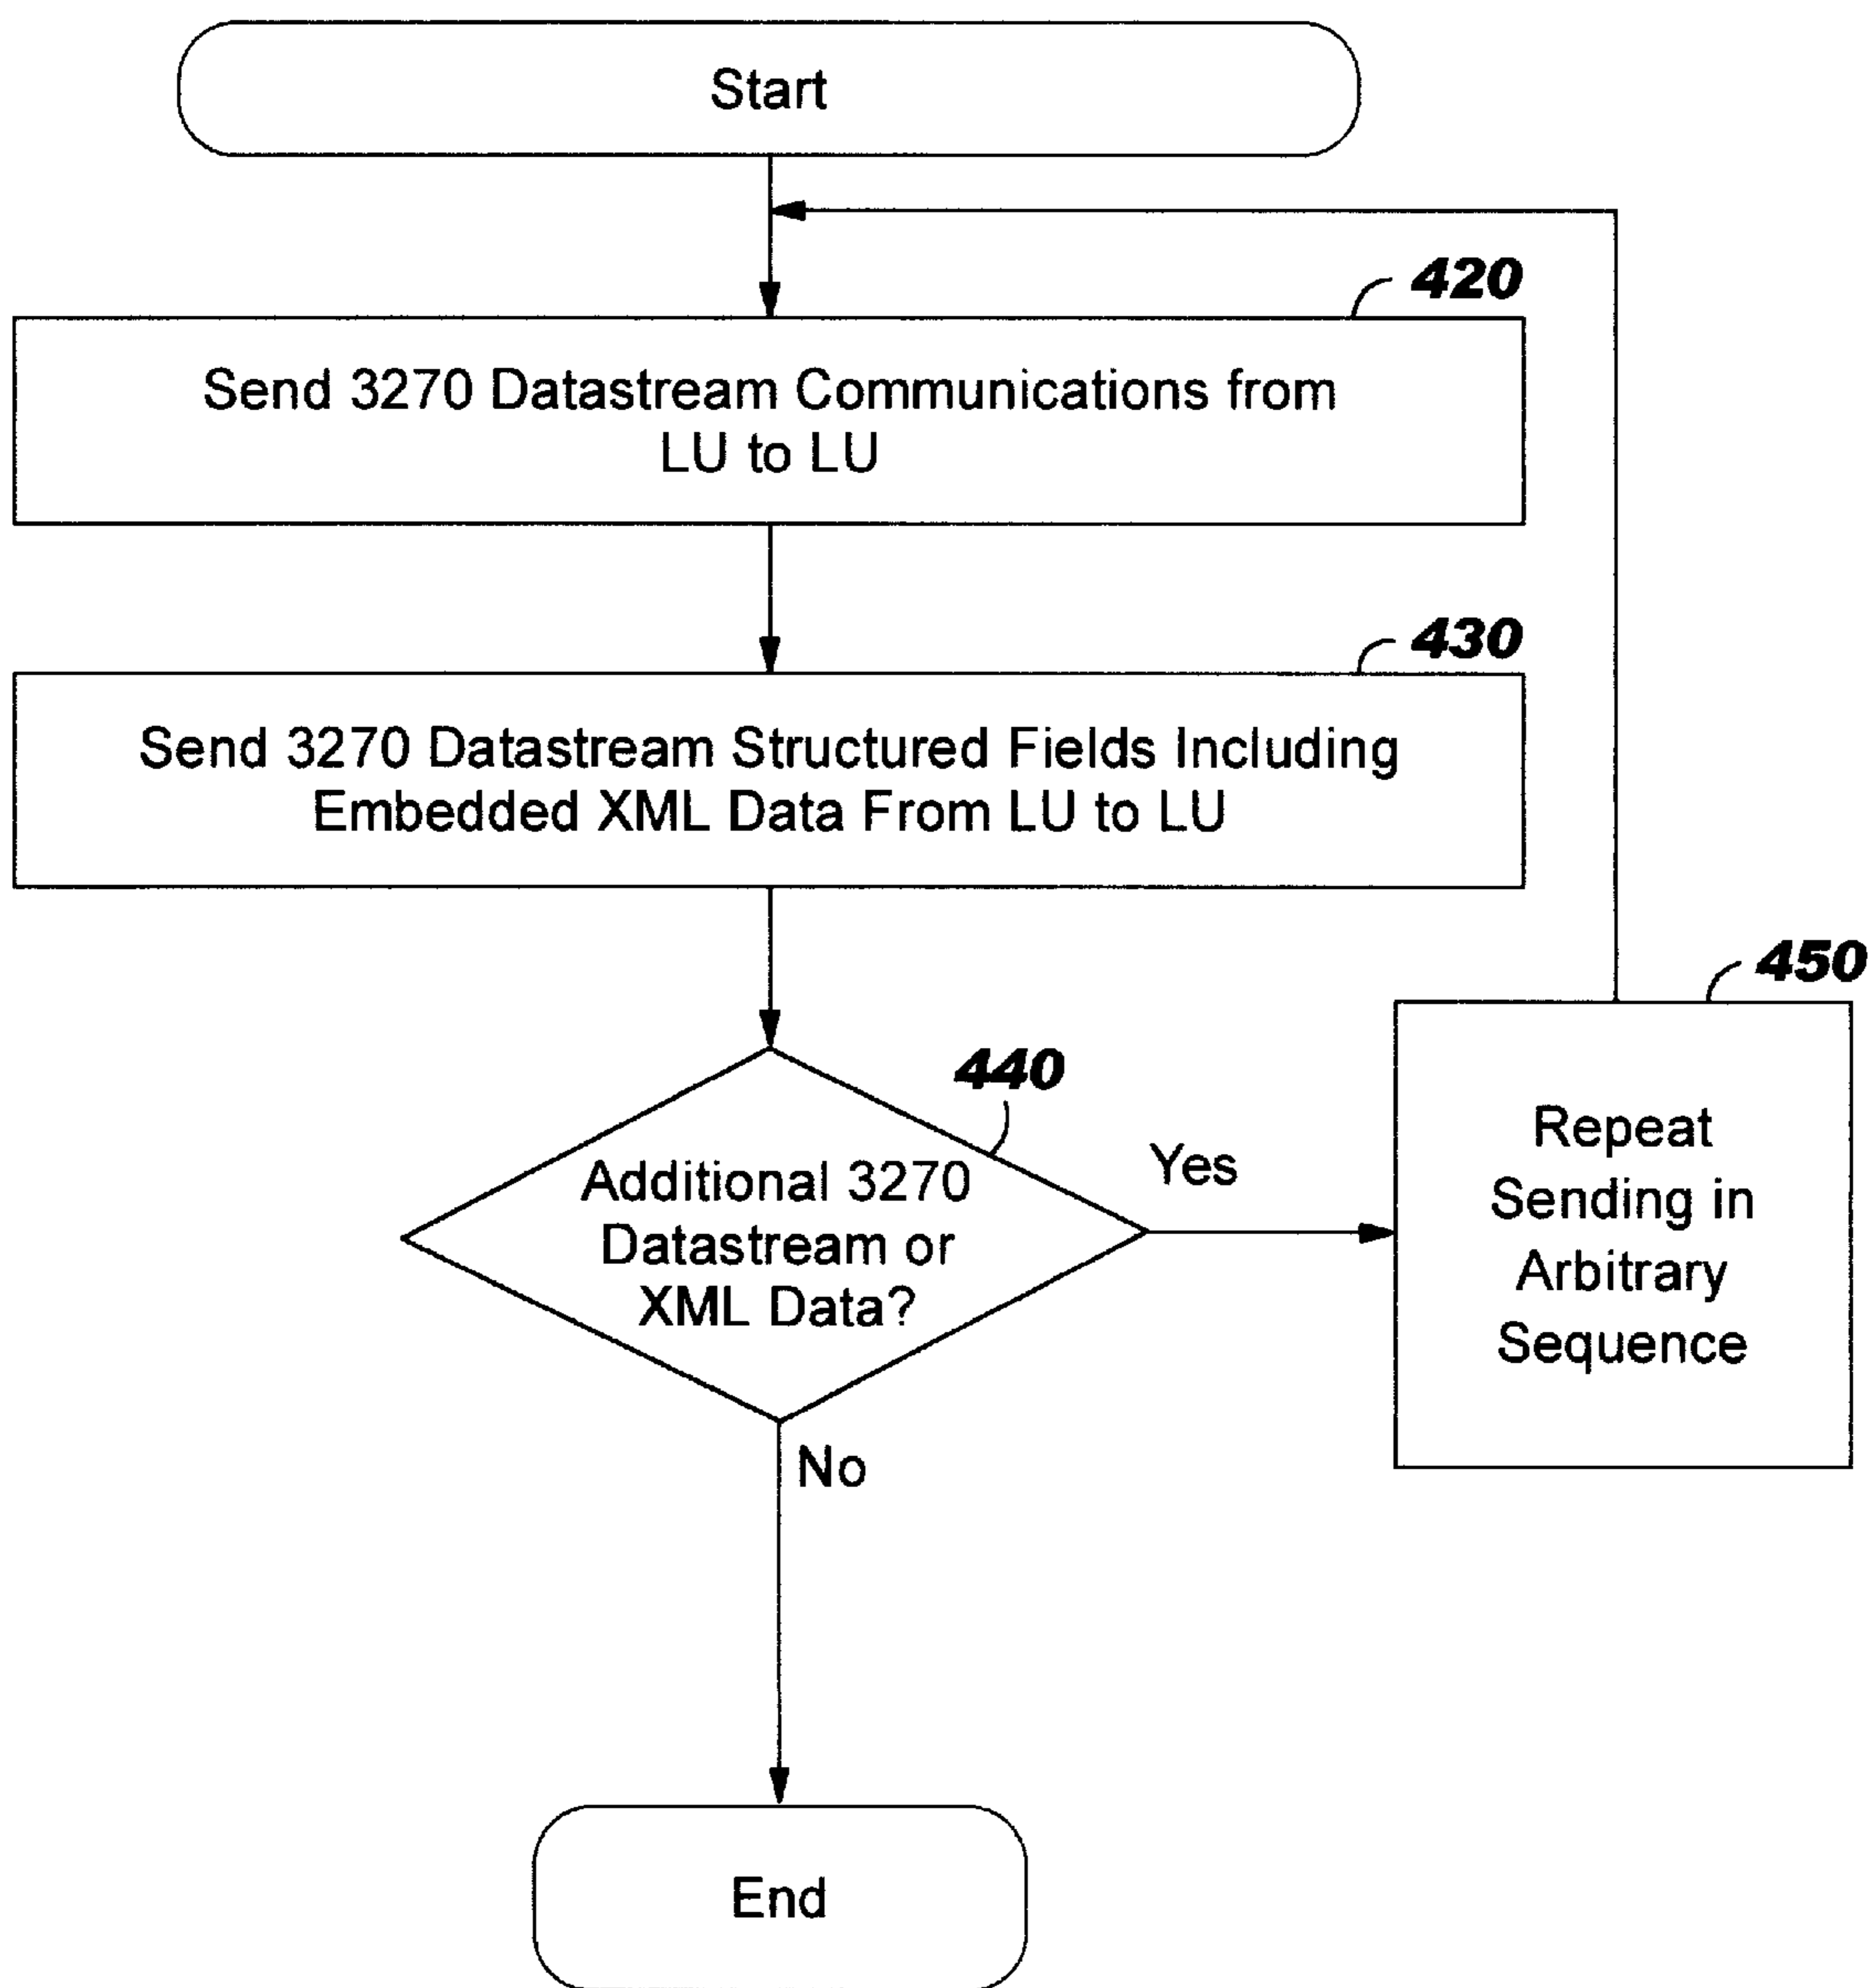 Start
420
Send 3270 Datastream Communications from
LU to LU
430
Send 3270 Datastream Structured Fields Including
Embedded XML Data From LU to LU
450
440
Additional 3270
Datastream or
XML Data?
Yes
Repeat
Sending in
Arbitrary
Sequence
No
End